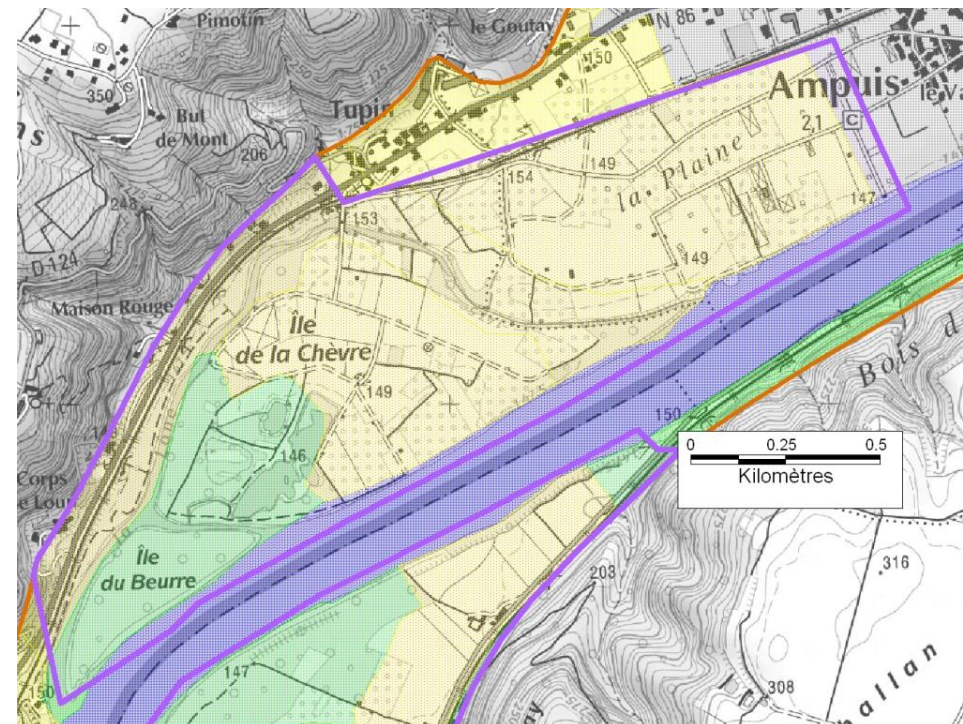 Pimotin
le Goutay
N 86
150
Ampuis
le V
350
But
de Mont
Tupin
206
2,1
C
149
la Plaine
154
147
248
153
D 124
149
Maison Rouge
Île
de la Chèvre
149
Bois d
150
0 0.25 0.5
Kilomètres
146
Corps
e Loup
Île
du Beurre
203
316
147
150
308
allan